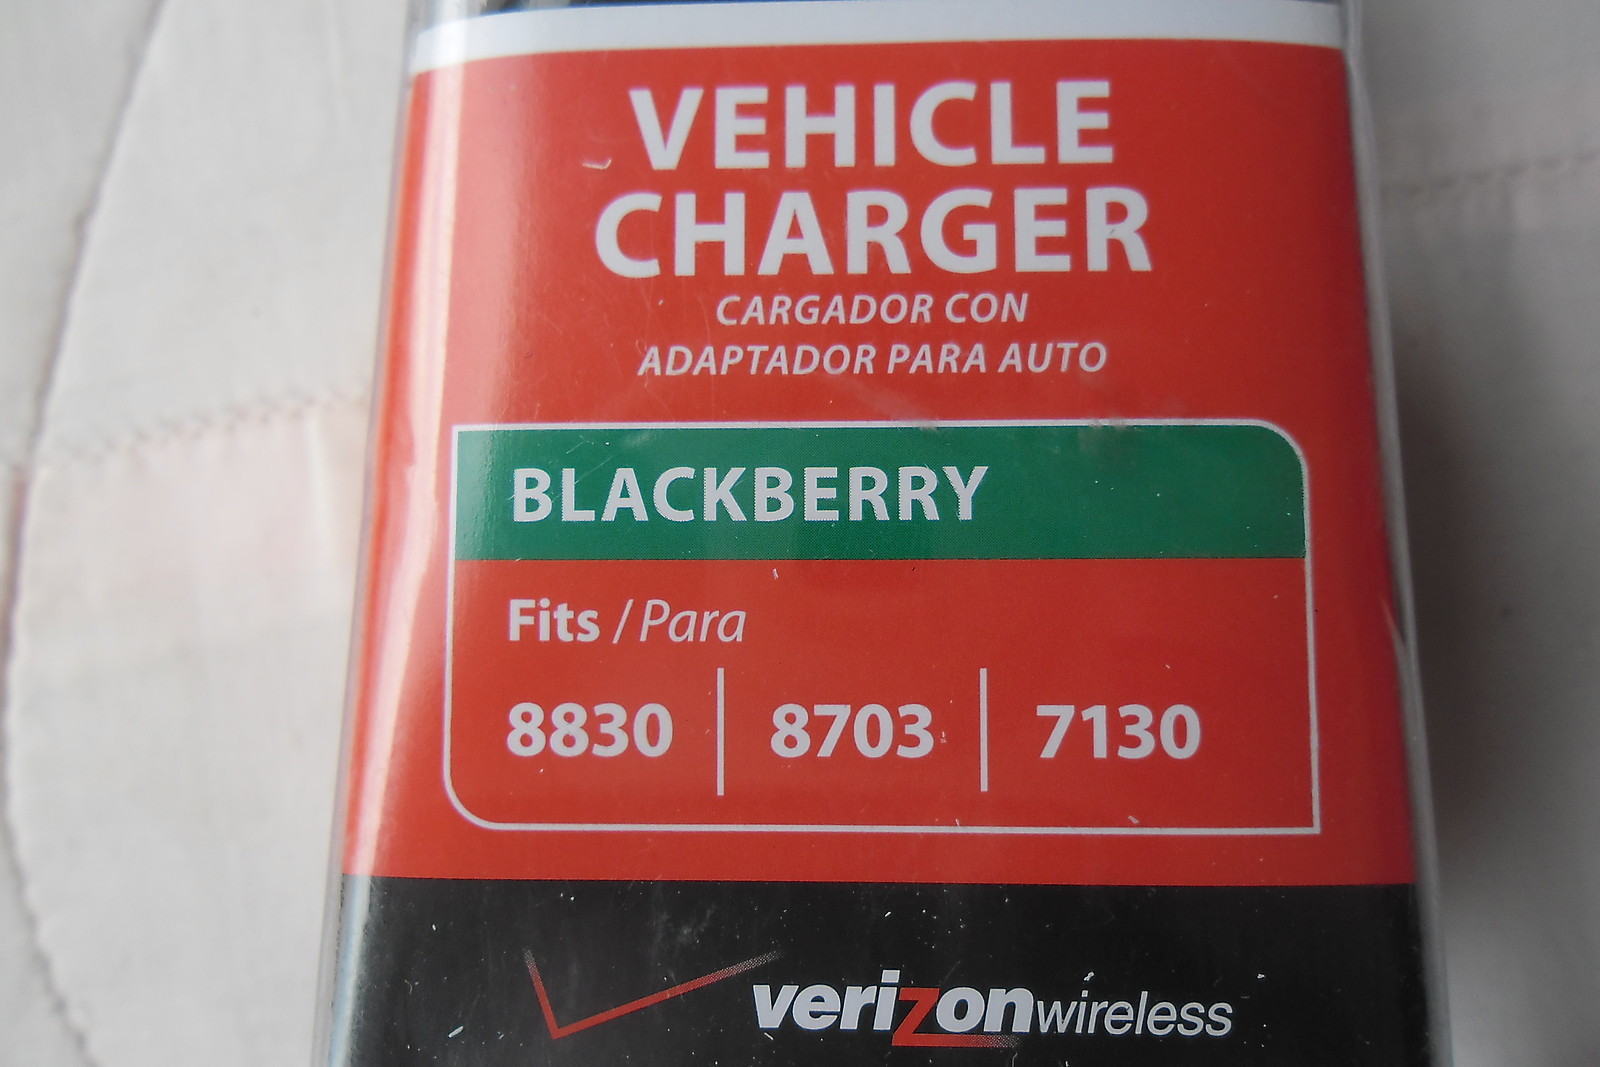 VEHICLE
CHARGER
CARGADOR CON
ADAPTADOR PARA AUTO
BLACKBERRY
Fits / Para
8830 | 8703 | 7130
verizonwireless